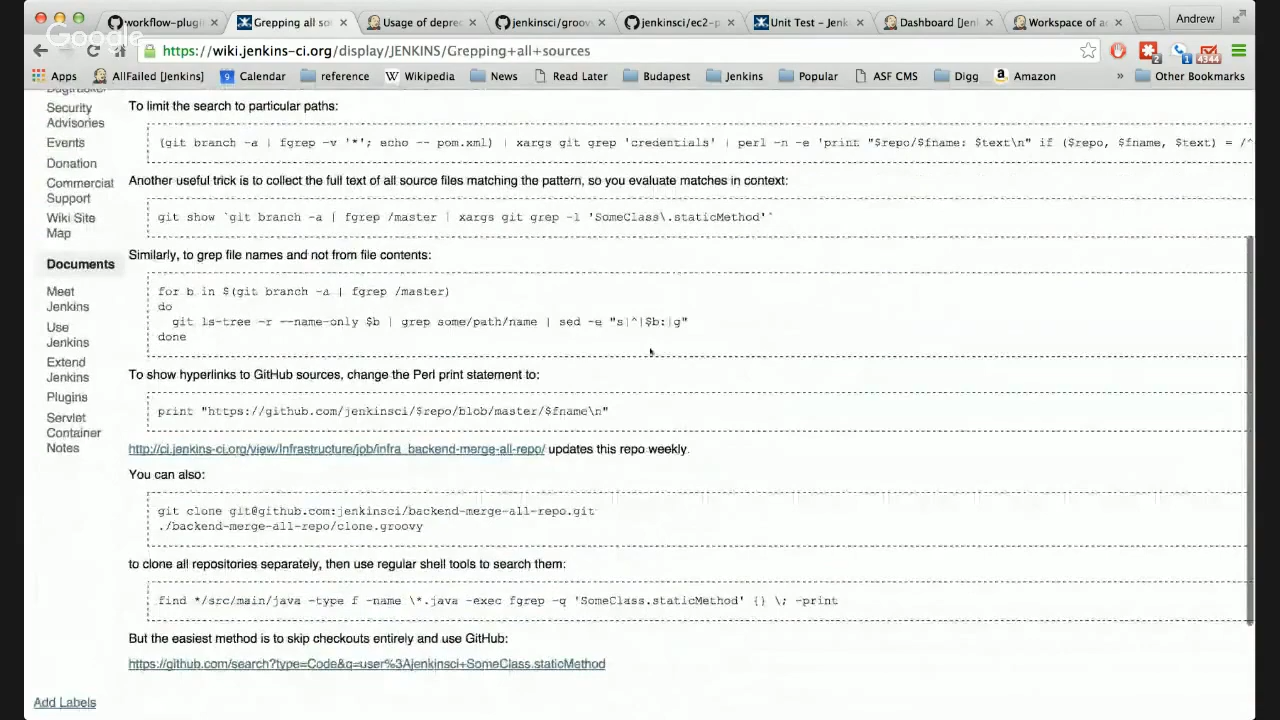 workflow-plugi
Grepping all so
Usage of depre
jenkinsci/groov
jenkinsci/ec2-p
Unit Test - Jenk
Dashboard [Jen
Workspace of a
Andrew
Google
https://wiki.jenkins-ci.org/display/JENKINS/Grepping+all+sources
2
1
4344
Apps
AllFailed [Jenkins]
9
Calendar
reference
Wikipedia
News
Read Later
Budapest
Jenkins
Popular
ASF CMS
Digg
Amazon
»
Other Bookmarks
Bugtracker
Security
Advisories
Events
Donation
Commercial
Support
Wiki Site
Map
Documents
Meet
Jenkins
Use
Jenkins
Extend
Jenkins
Plugins
Servlet
Container
Notes
To limit the search to particular paths:
(git branch -a | fgrep -v '*'; echo -- pom.xml) | xargs git grep 'credentials' | perl -n -e 'print "$repo/$fname: $text\n" if ($repo, $fname, $text) = /^
Another useful trick is to collect the full text of all source files matching the pattern, so you evaluate matches in context:
git show `git branch -a | fgrep /master | xargs git grep -l 'SomeClass\.staticMethod'`
Similarly, to grep file names and not from file contents:
for b in $(git branch -a | fgrep /master)
do
git ls-tree -r --name-only $b | grep some/path/name | sed -e "s|^|$b:|g"
done
To show hyperlinks to GitHub sources, change the Perl print statement to:
print "https://github.com/jenkinsci/$repo/blob/master/$fname\n"
http://ci.jenkins-ci.org/view/Infrastructure/job/infra_backend-merge-all-repo/ updates this repo weekly.
You can also:
git clone git@github.com:jenkinsci/backend-merge-all-repo.git
./backend-merge-all-repo/clone.groovy
to clone all repositories separately, then use regular shell tools to search them:
find */src/main/java -type f -name \*.java -exec fgrep -q 'SomeClass.staticMethod' {} \; -print
But the easiest method is to skip checkouts entirely and use GitHub:
https://github.com/search?type=Code&q=user%3Ajenkinsci+SomeClass.staticMethod
Add Labels